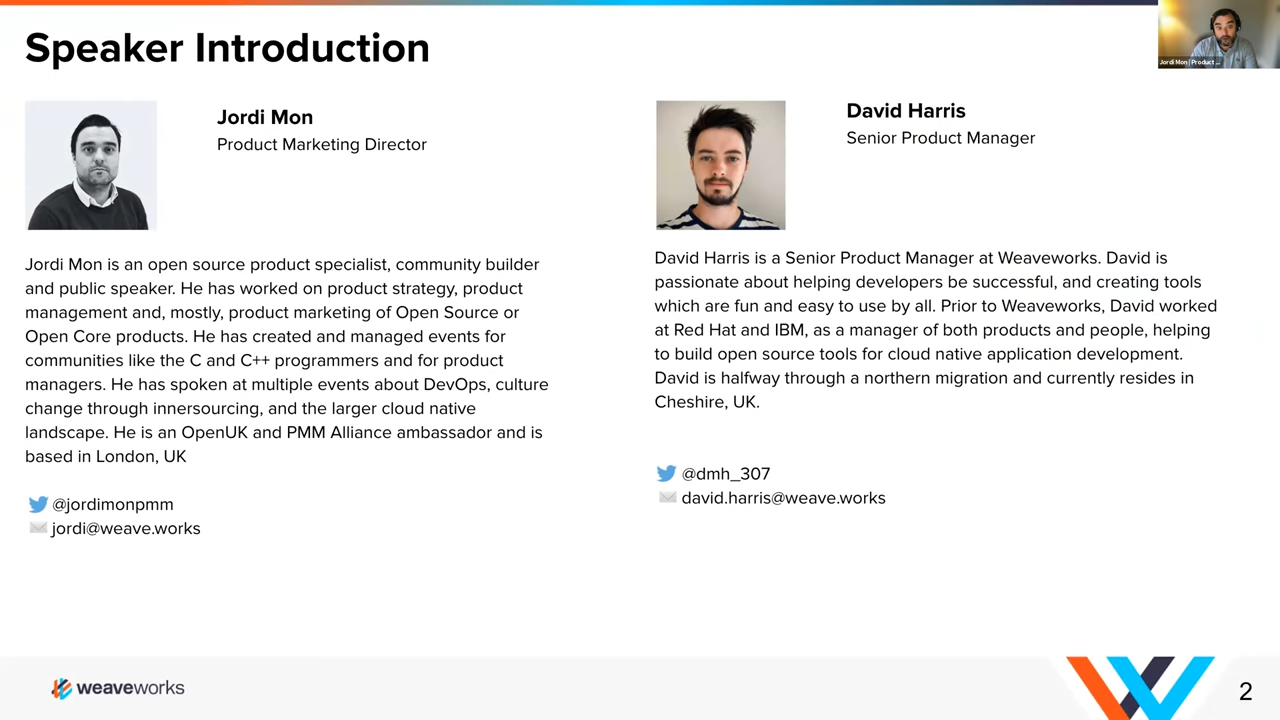 Speaker Introduction
Jordi Mon | Product ...
Jordi Mon
Product Marketing Director
Jordi Mon is an open source product specialist, community builder
and public speaker. He has worked on product strategy, product
management and, mostly, product marketing of Open Source or
Open Core products. He has created and managed events for
communities like the C and C++ programmers and for product
managers. He has spoken at multiple events about DevOps, culture
change through innersourcing, and the larger cloud native
landscape. He is an OpenUK and PMM Alliance ambassador and is
based in London, UK
@jordimonpmm
jordi@weave.works
David Harris
Senior Product Manager
David Harris is a Senior Product Manager at Weaveworks. David is
passionate about helping developers be successful, and creating tools
which are fun and easy to use by all. Prior to Weaveworks, David worked
at Red Hat and IBM, as a manager of both products and people, helping
to build open source tools for cloud native application development.
David is halfway through a northern migration and currently resides in
Cheshire, UK.
@dmh_307
david.harris@weave.works
weaveworks
2